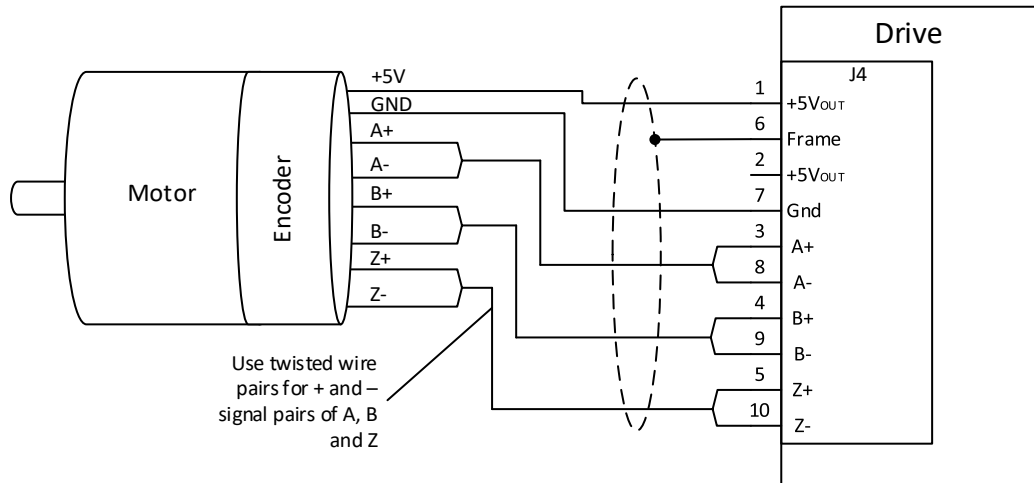 Drive
J4
Motor
Encoder
+5V
GND
A+
A-
B+
B-
Z+
Z-
1
+5VOUT
6
Frame
2
+5VOUT
7
Gnd
3
A+
8
A-
4
B+
9
B-
5
Z+
10
Z-
Use twisted wire
pairs for + and –
signal pairs of A, B
and Z